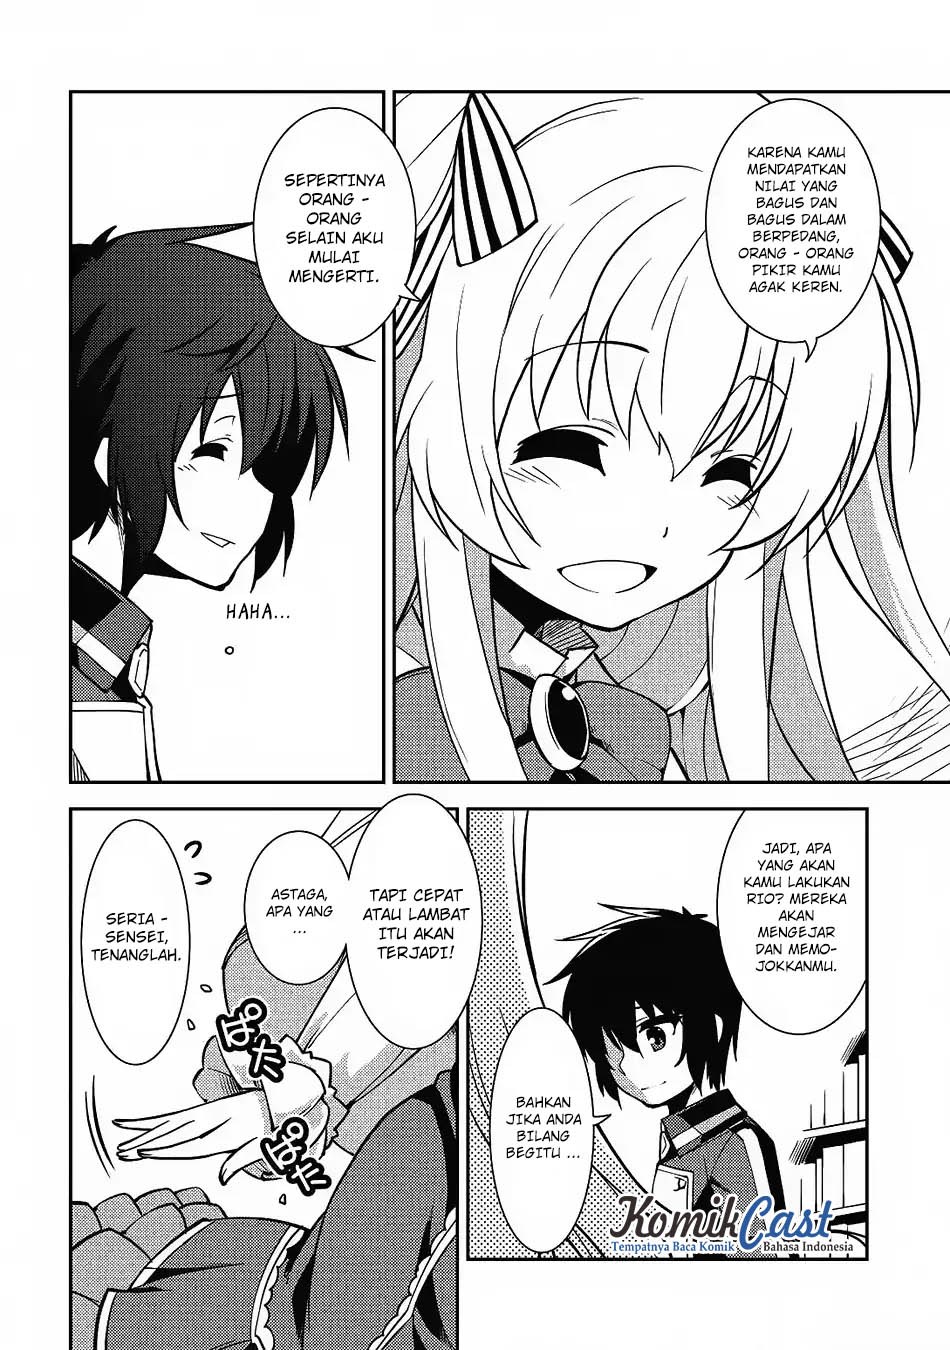 KARENA KAMU
MENDAPATKAN
NILAI YANG
BAGUS DAN
BAGUS DALAM
BERPEDANG,
ORANG - ORANG
PIKIR KAMU
AGAK KEREN.
SEPERTINYA
ORANG -
ORANG
SELAIN AKU
MULAI
MENGERTI.
HAHA...
JADI, APA
YANG AKAN
KAMU LAKUKAN
RIO? MEREKA
AKAN
MENGEJAR
DAN MEMO-
JOKKANMU.
BAHKAN
JIKA ANDA
BILANG
BEGITU ...
TAPI CEPAT
ATAU LAMBAT
ITU AKAN
TERJADI!
ASTAGA,
APA YANG
...
SERIA -
SENSEI,
TENANGLAH.
ぱた
ぱた
KomikCast
Tempatnya Baca Komik Bahasa Indonesia